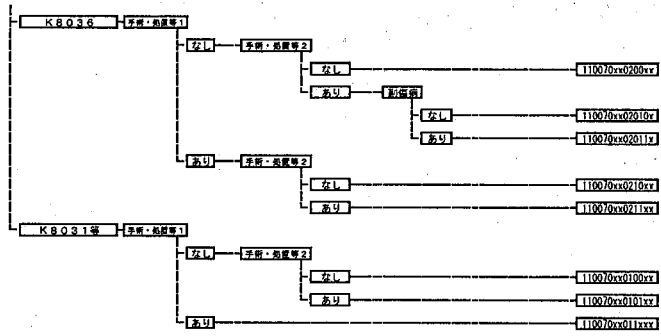 K8036 手術・処置等1
なし 手術・処置等2
なし 110070xx0200xx
あり 副傷病
なし 110070xx02010x
あり 110070xx02011x
あり 手術・処置等2
なし 110070xx0210xx
あり 110070xx0211xx
K8031等 手術・処置等1
なし 手術・処置等2
なし 110070xx0100xx
あり 110070xx0101xx
あり 110070xx011xxx